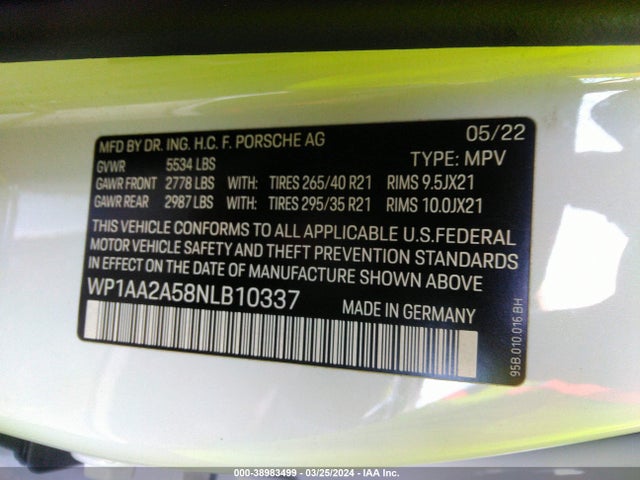 MFD BY DR. ING. H.C. F. PORSCHE AG 05/22
GVWR 5534 LBS TYPE: MPV
GAWR FRONT 2778 LBS WITH: TIRES 265/40 R21 RIMS 9.5JX21
GAWR REAR 2987 LBS WITH: TIRES 295/35 R21 RIMS 10.0JX21
THIS VEHICLE CONFORMS TO ALL APPLICABLE U.S.FEDERAL
MOTOR VEHICLE SAFETY AND THEFT PREVENTION STANDARDS
IN EFFECT ON THE DATE OF MANUFACTURE SHOWN ABOVE
WP1AA2A58NLB10337 MADE IN GERMANY
95B.010.016 BH
000-38983499 - 03/25/2024 - IAA Inc.